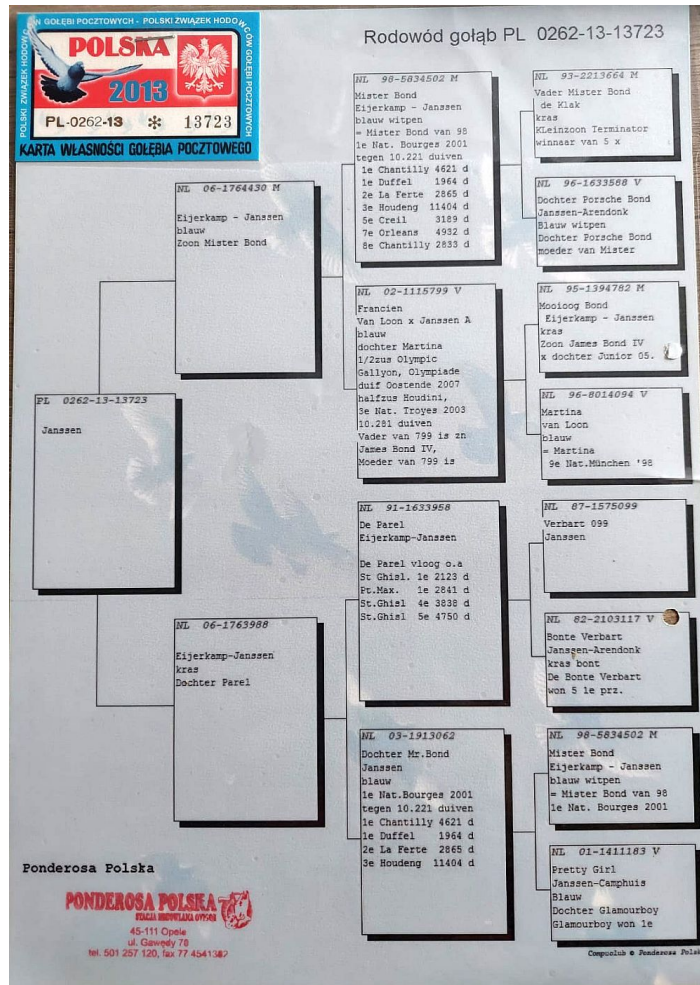 POLSKI ZWIĄZEK HODOWCÓW GOŁĘBI POCZTOWYCH - POLSKI ZWIĄZEK HODOWCÓW GOŁĘBI POCZTOWYCH
POLSKA
2013
PL-0262-13 * 13723
KARTA WŁASNOŚCI GOŁĘBIA POCZTOWEGO
Rodowód gołąb PL 0262-13-13723
PL 0262-13-13723
Janssen
NL 06-1764430 M
Eijerkamp - Janssen
blauw
Zoon Mister Bond
NL 06-1763988
Eijerkamp-Janssen
kras
Dochter Parel
NL 98-5834502 M
Mister Bond
Eijerkamp - Janssen
blauw witpen
= Mister Bond van 98
1e Nat. Bourges 2001
tegen 10.221 duiven
1e Chantilly 4621 d
1e Duffel 1964 d
2e La Ferte 2865 d
3e Houdeng 11404 d
5e Creil 3189 d
7e Orleans 4932 d
8e Chantilly 2833 d
NL 02-1115799 V
Francien
Van Loon x Janssen A
blauw
dochter Martina
1/2zus Olympic
Gallyon, Olympiade
duif Oostende 2007
halfzus Houdini,
3e Nat. Troyes 2003
10.281 duiven
Vader van 799 is zn
James Bond IV,
Moeder van 799 is
NL 91-1633958
De Parel
Eijerkamp-Janssen
De Parel vloog o.a
St Ghisl. 1e 2123 d
Pt.Max. 1e 2841 d
St.Ghisl 4e 3838 d
St.Ghisl 5e 4750 d
NL 03-1913062
Dochter Mr.Bond
Janssen
blauw
1e Nat.Bourges 2001
tegen 10.221 duiven
1e Chantilly 4621 d
1e Duffel 1964 d
2e La Ferte 2865 d
3e Houdeng 11404 d
NL 93-2213664 M
Vader Mister Bond
de Klak
kras
KLeinzoon Terminator
winnaar van 5 x
NL 96-1633588 V
Dochter Porsche Bond
Janssen-Arendonk
Blauw witpen
Dochter Porsche Bond
moeder van Mister
NL 95-1394782 M
Mooioog Bond
Eijerkamp - Janssen
kras
Zoon James Bond IV
x dochter Junior 05.
NL 96-8014094 V
Martina
van Loon
blauw
= Martina
9e Nat.München '98
NL 87-1575099
Verbart 099
Janssen
NL 82-2103117 V
Bonte Verbart
Janssen-Arendonk
kras bont
De Bonte Verbart
won 5 1e prz.
NL 98-5834502 M
Mister Bond
Eijerkamp - Janssen
blauw witpen
= Mister Bond van 98
1e Nat. Bourges 2001
NL 01-1411183 V
Pretty Girl
Janssen-Camphuis
Blauw
Dochter Glamourboy
Glamourboy won 1e
Ponderosa Polska
PONDEROSA POLSKA
STACJA HODOWLANA OVIGOR
45-111 Opole
ul. Gawędy 78
tel. 501 257 120, fax 77 4541382
Compuclub © Ponderosa Polsk